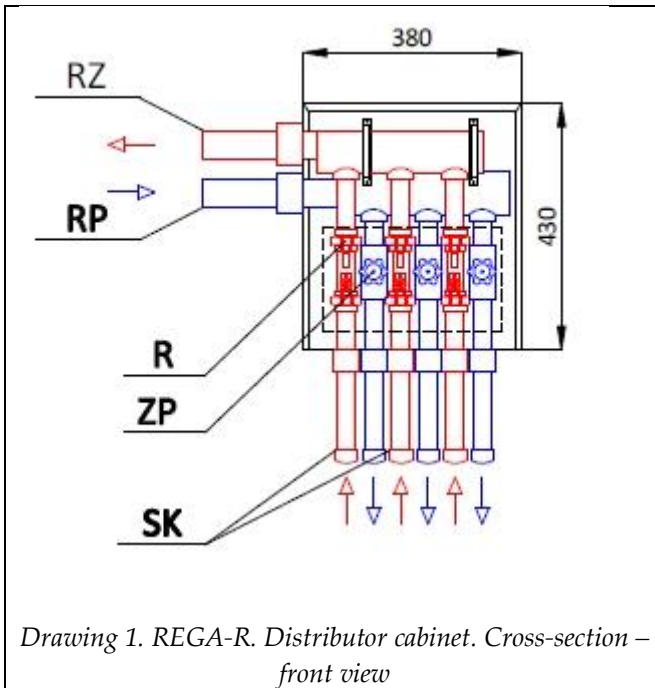 380
RZ
RP
430
R
ZP
SK
Drawing 1. REGA-R. Distributor cabinet. Cross-section –
front view